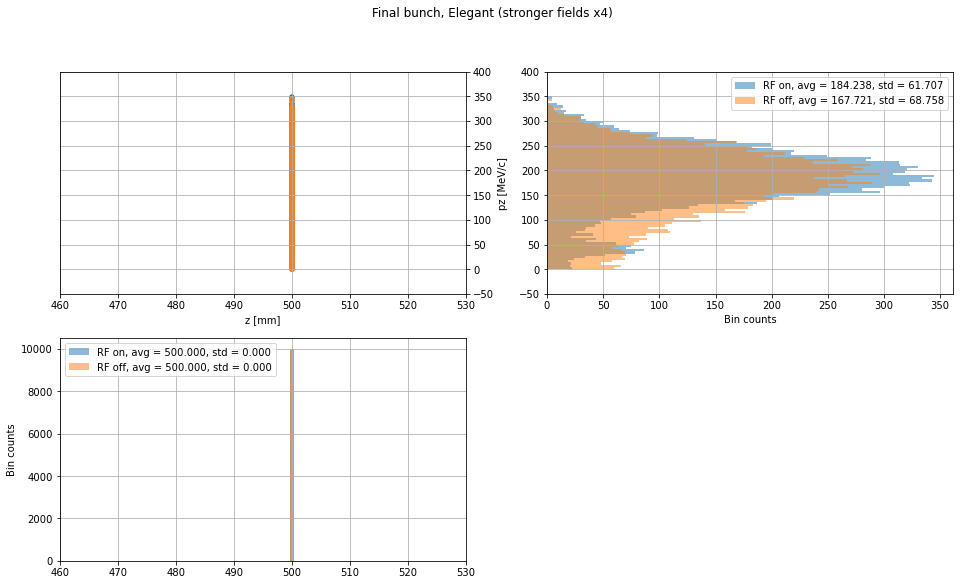 Final bunch, Elegant (stronger fields x4)
400
350
300
250
200
150
100
50
0
−50
460 470 480 490 500 510 520 530
z [mm]
pz [MeV/c]
400
350
300
250
200
150
100
50
0
−50
RF on, avg = 184.238, std = 61.707
RF off, avg = 167.721, std = 68.758
0 50 100 150 200 250 300 350
Bin counts
10000
8000
6000
4000
2000
0
Bin counts
RF on, avg = 500.000, std = 0.000
RF off, avg = 500.000, std = 0.000
460 470 480 490 500 510 520 530